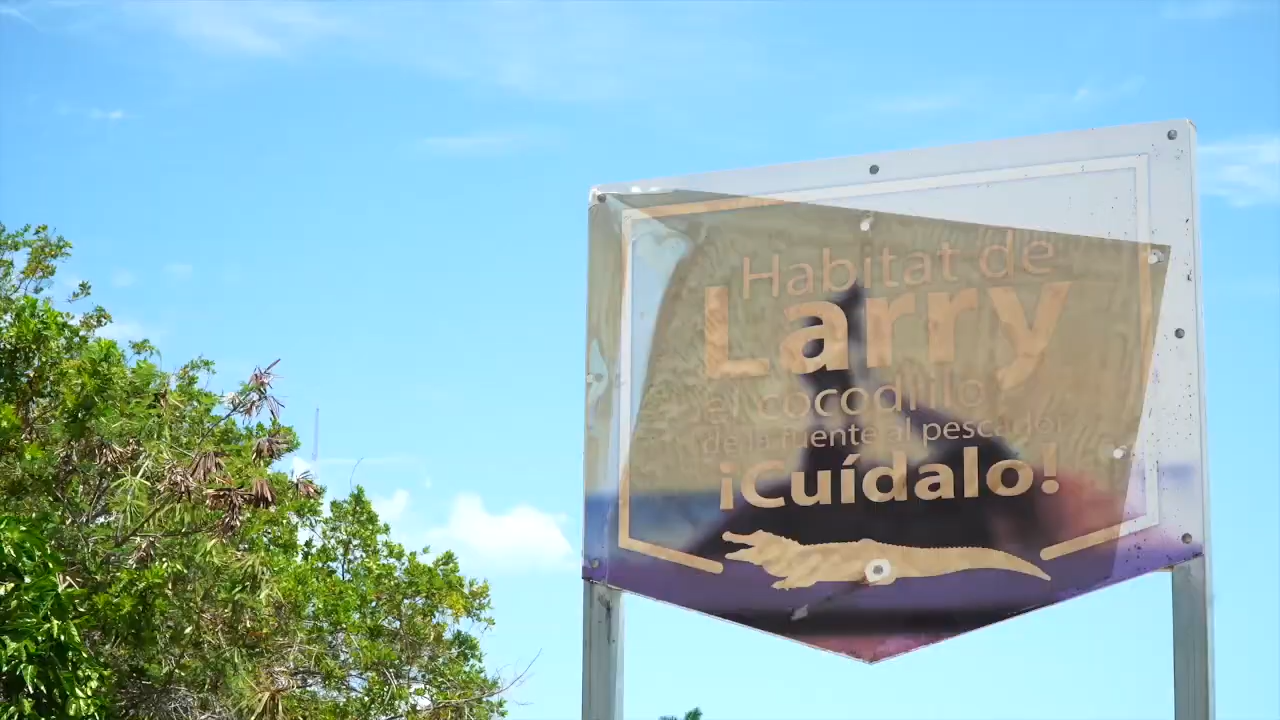 Habitat de
Larry
el cocodrilo
de la fuente al pescador
¡Cuídalo!